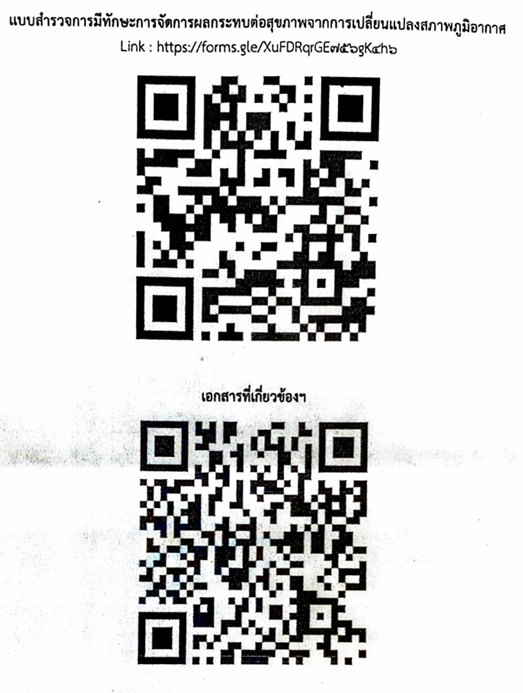 แบบสำรวจการมีทักษะการจัดการผลกระทบต่อสุขภาพจากการเปลี่ยนแปลงสภาพภูมิอากาศ
Link : https://forms.gle/XuFDRqrGE๗๕๖gK๔h๖
เอกสารที่เกี่ยวข้องฯ